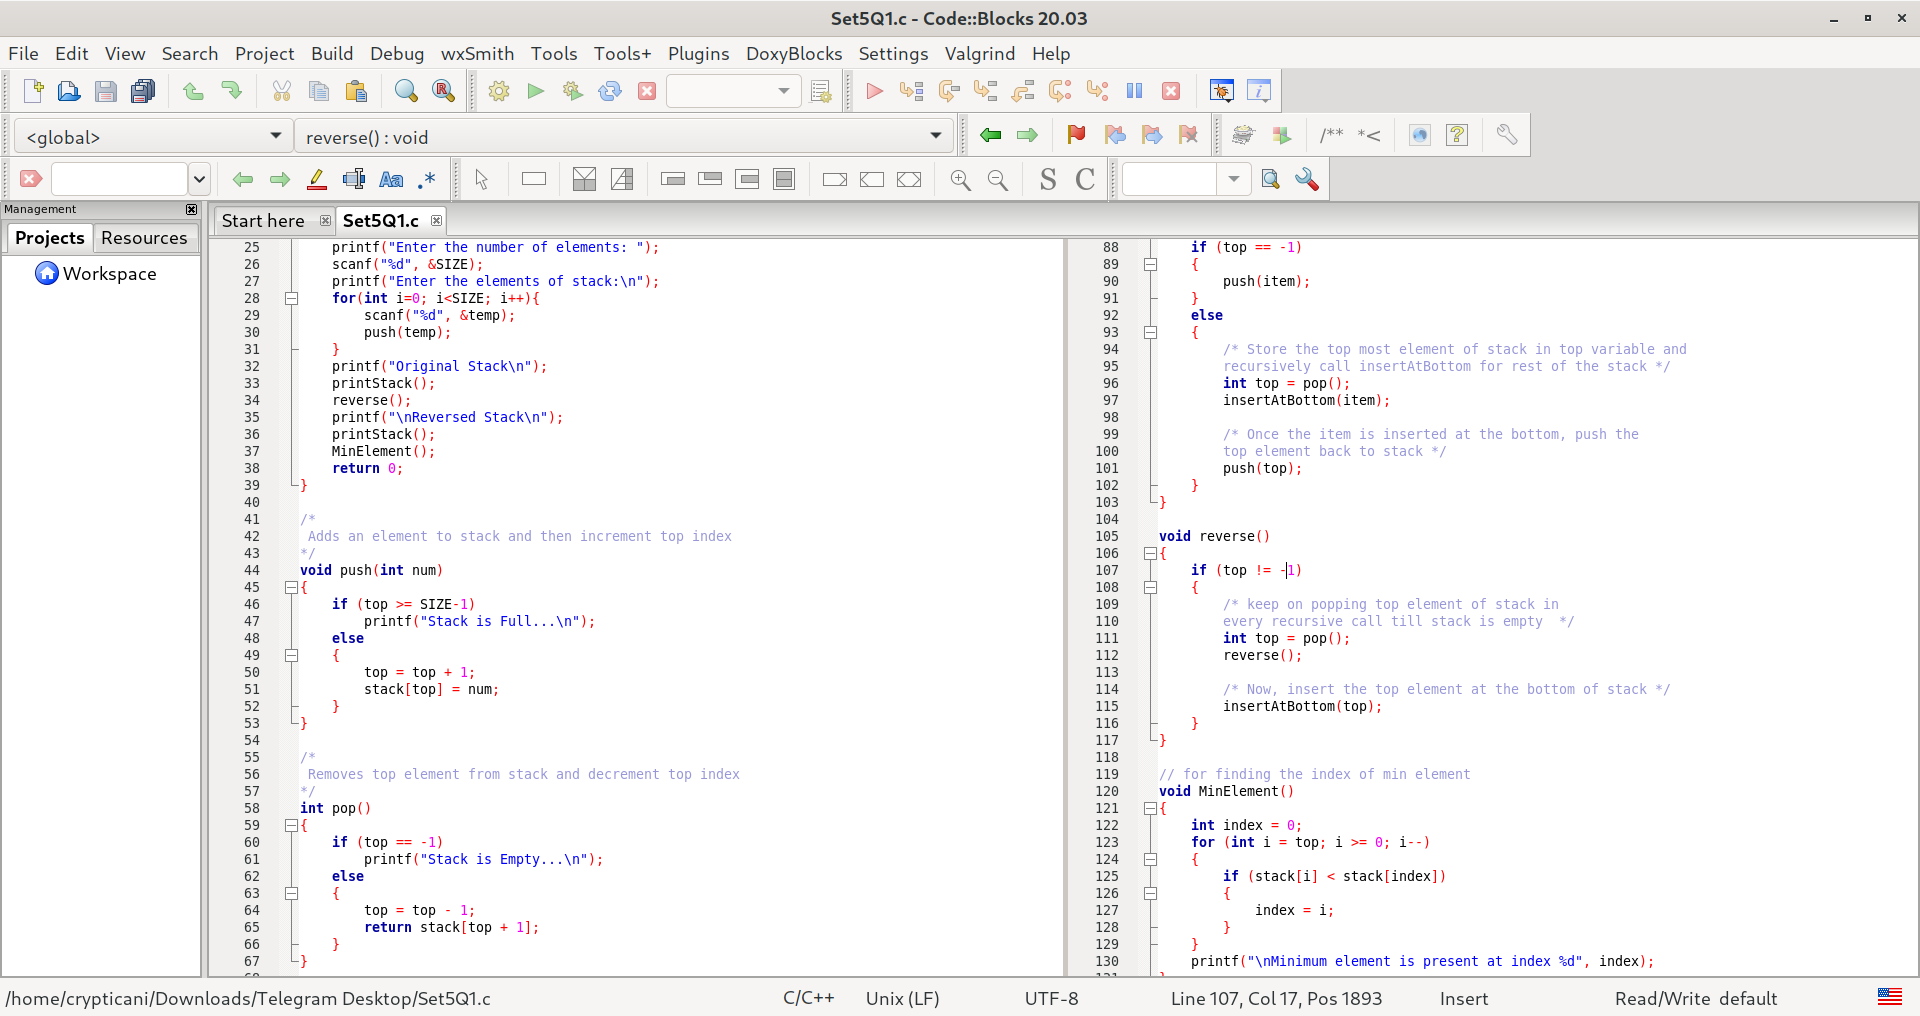 Set5Q1.c - Code::Blocks 20.03
File Edit View Search Project Build Debug wxSmith Tools Tools+ Plugins DoxyBlocks Settings Valgrind Help
<global> reverse() : void /** *<
Aa .* S C
Management
Projects Resources
Workspace
Start here Set5Q1.c
25 printf("Enter the number of elements: ");
26 scanf("%d", &SIZE);
27 printf("Enter the elements of stack:\n");
28 for(int i=0; i<SIZE; i++){
29 scanf("%d", &temp);
30 push(temp);
31 }
32 printf("Original Stack\n");
33 printStack();
34 reverse();
35 printf("\nReversed Stack\n");
36 printStack();
37 MinElement();
38 return 0;
39 }
40
41 /*
42 Adds an element to stack and then increment top index
43 */
44 void push(int num)
45 {
46 if (top >= SIZE-1)
47 printf("Stack is Full...\n");
48 else
49 {
50 top = top + 1;
51 stack[top] = num;
52 }
53 }
54
55 /*
56 Removes top element from stack and decrement top index
57 */
58 int pop()
59 {
60 if (top == -1)
61 printf("Stack is Empty...\n");
62 else
63 {
64 top = top - 1;
65 return stack[top + 1];
66 }
67 }
88 if (top == -1)
89 {
90 push(item);
91 }
92 else
93 {
94 /* Store the top most element of stack in top variable and
95 recursively call insertAtBottom for rest of the stack */
96 int top = pop();
97 insertAtBottom(item);
98
99 /* Once the item is inserted at the bottom, push the
100 top element back to stack */
101 push(top);
102 }
103 }
104
105 void reverse()
106 {
107 if (top != -1)
108 {
109 /* keep on popping top element of stack in
110 every recursive call till stack is empty  */
111 int top = pop();
112 reverse();
113
114 /* Now, insert the top element at the bottom of stack */
115 insertAtBottom(top);
116 }
117 }
118
119 // for finding the index of min element
120 void MinElement()
121 {
122 int index = 0;
123 for (int i = top; i >= 0; i--)
124 {
125 if (stack[i] < stack[index])
126 {
127 index = i;
128 }
129 }
130 printf("\nMinimum element is present at index %d", index);
/home/crypticani/Downloads/Telegram Desktop/Set5Q1.c C/C++ Unix (LF) UTF-8 Line 107, Col 17, Pos 1893 Insert Read/Write default